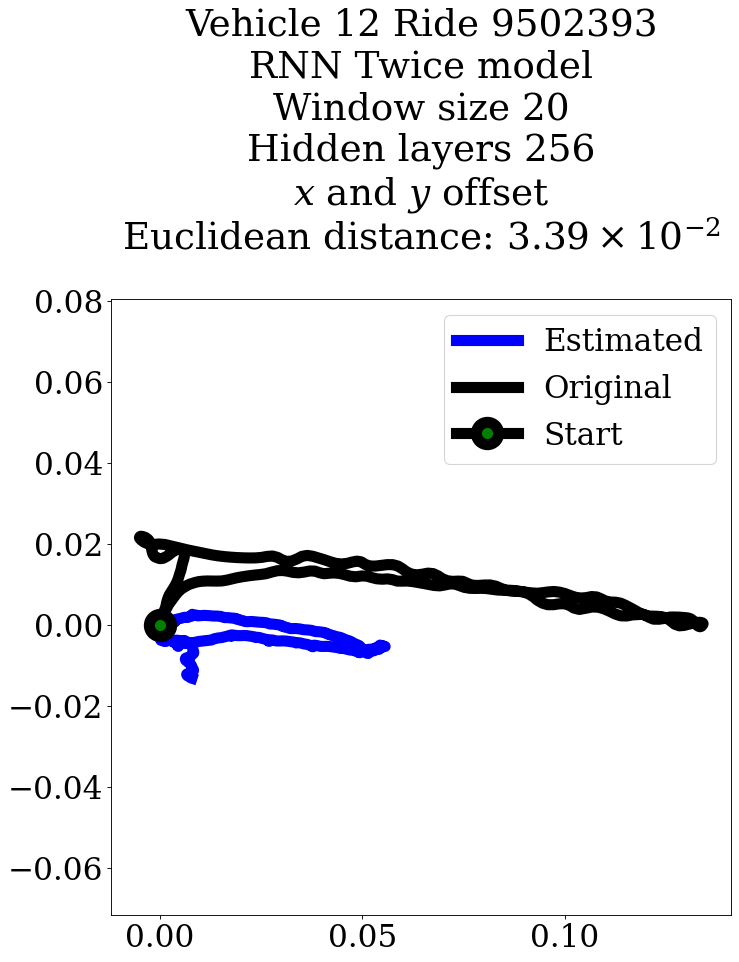 Vehicle 12 Ride 9502393
RNN Twice model
Window size 20
Hidden layers 256
x and y offset
Euclidean distance: 3.39 × 10⁻²
0.08
0.06
0.04
0.02
0.00
−0.02
−0.04
−0.06
Estimated
Original
Start
0.00 0.05 0.10